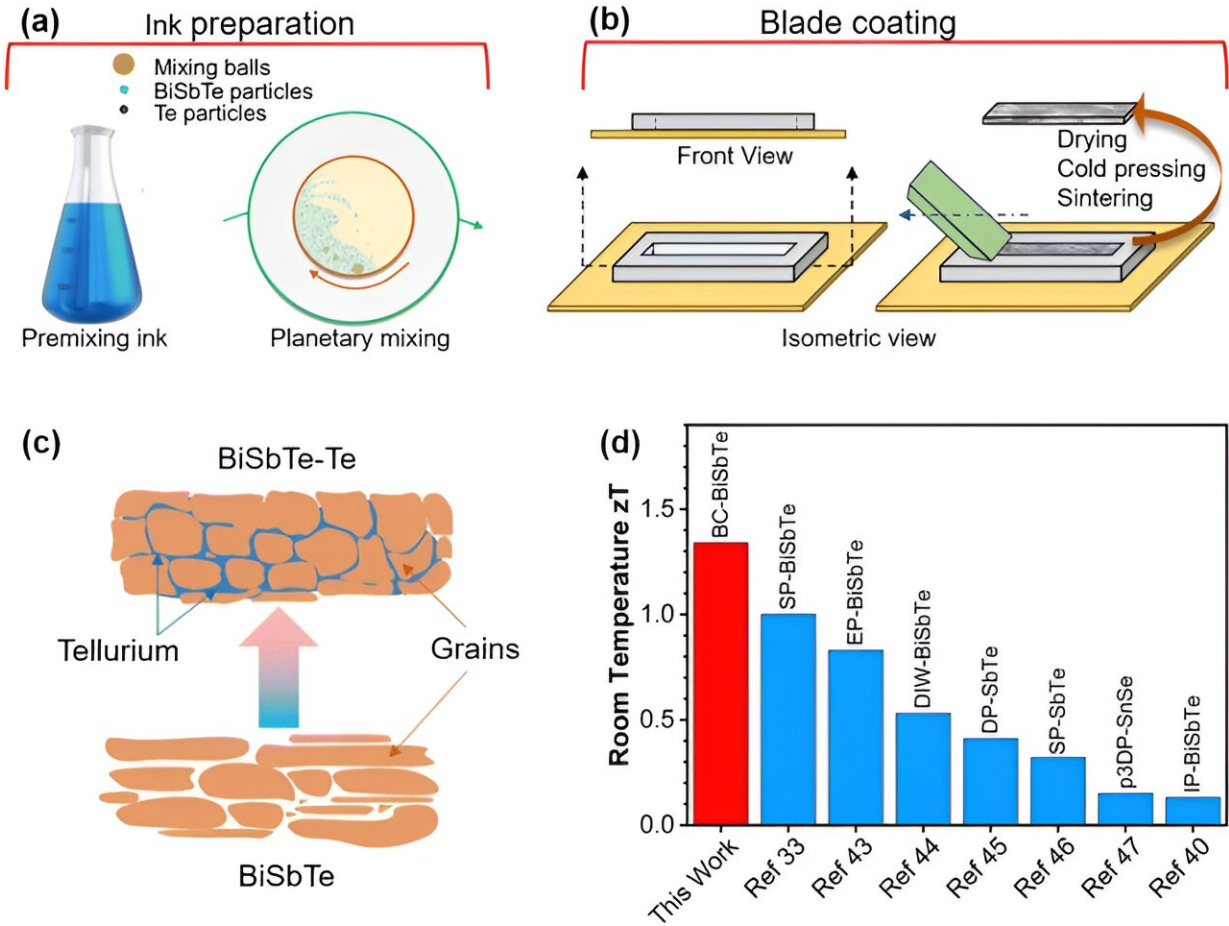 (a)
Ink preparation
Mixing balls
BiSbTe particles
Te particles
Premixing ink
Planetary mixing
(b)
Blade coating
Front View
Drying
Cold pressing
Sintering
Isometric view
(c)
BiSbTe-Te
Tellurium
Grains
BiSbTe
(d)
Room Temperature zT
1.5
1.0
0.5
0.0
BC-BiSbTe
SP-BiSbTe
EP-BiSbTe
DIW-BiSbTe
DP-SbTe
SP-SbTe
p3DP-SnSe
IP-BiSbTe
This Work
Ref 33
Ref 43
Ref 44
Ref 45
Ref 46
Ref 47
Ref 40